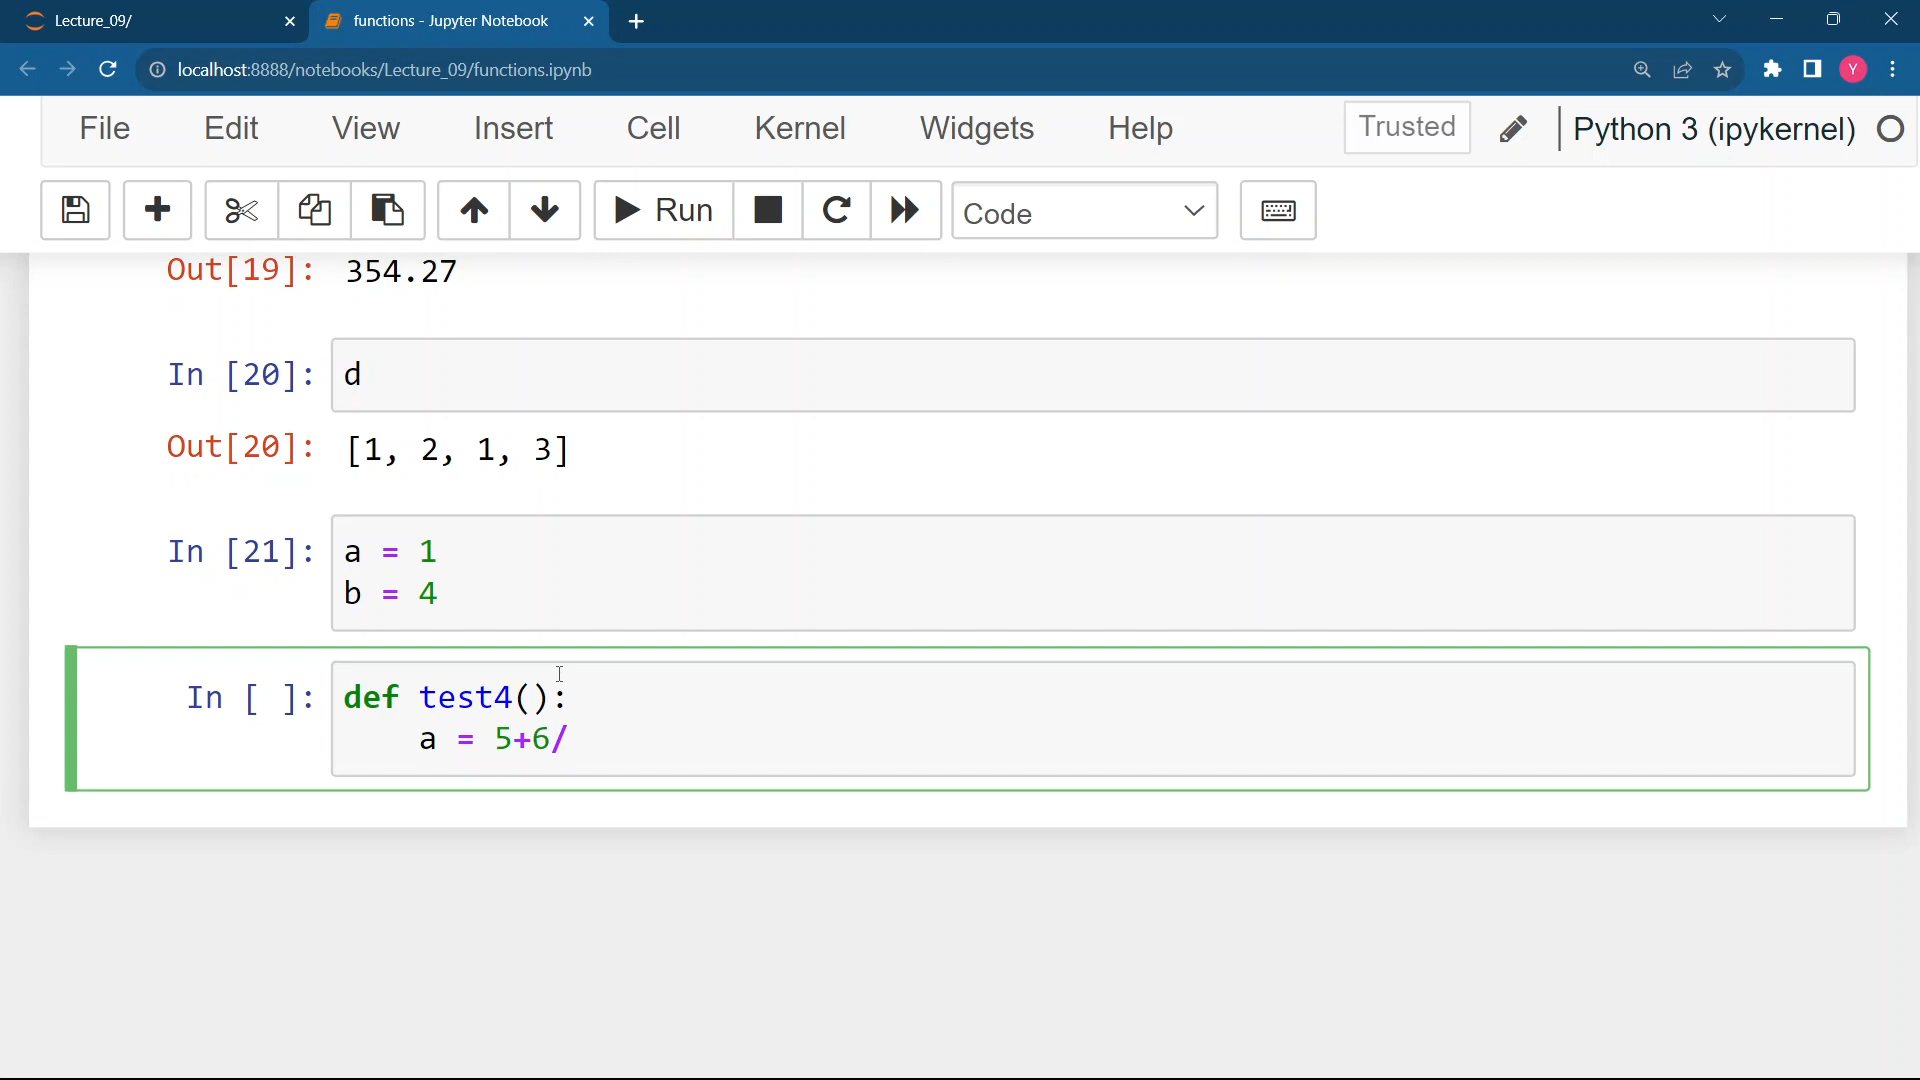 Lecture_09/
functions - Jupyter Notebook
localhost:8888/notebooks/Lecture_09/functions.ipynb
Y
File Edit View Insert Cell Kernel Widgets Help Trusted Python 3 (ipykernel)
Run Code
Out[19]: 354.27
In [20]: d
Out[20]: [1, 2, 1, 3]
In [21]: a = 1
b = 4
In [ ]: def test4():
a = 5+6/